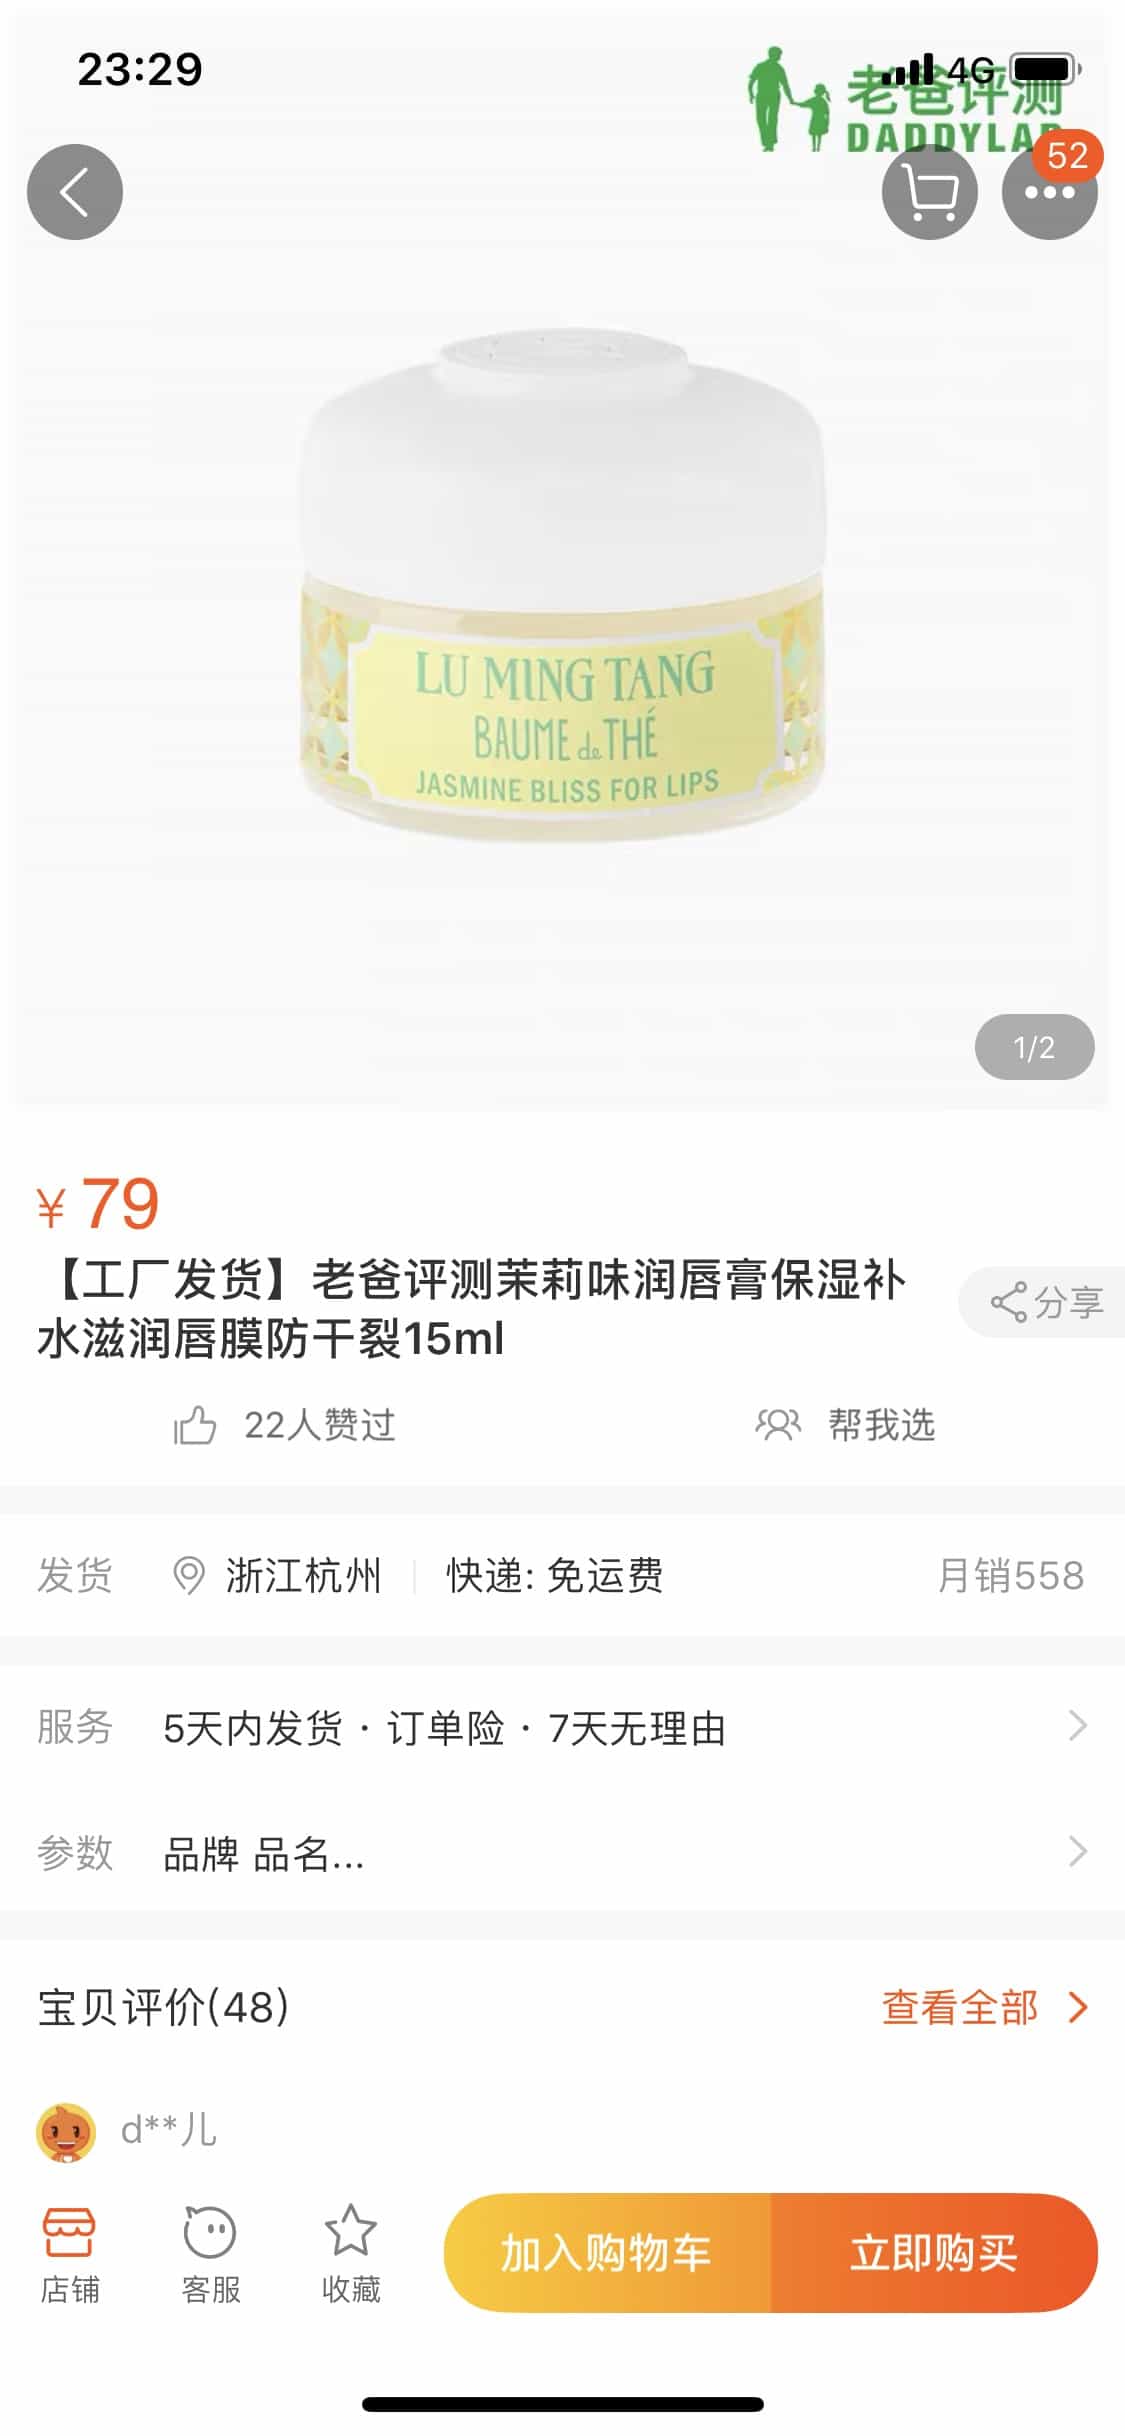 23:29
4G
老爸评测
DADDYLAB
52
LU MING TANG
BAUME de THÉ
JASMINE BLISS FOR LIPS
1/2
¥ 79
【工厂发货】老爸评测茉莉味润唇膏保湿补
水滋润唇膜防干裂15ml
分享
22人赞过
帮我选
发货
浙江杭州
快递: 免运费
月销558
服务
5天内发货 · 订单险 · 7天无理由
参数
品牌 品名...
宝贝评价(48)
查看全部
d**儿
店铺
客服
收藏
加入购物车
立即购买